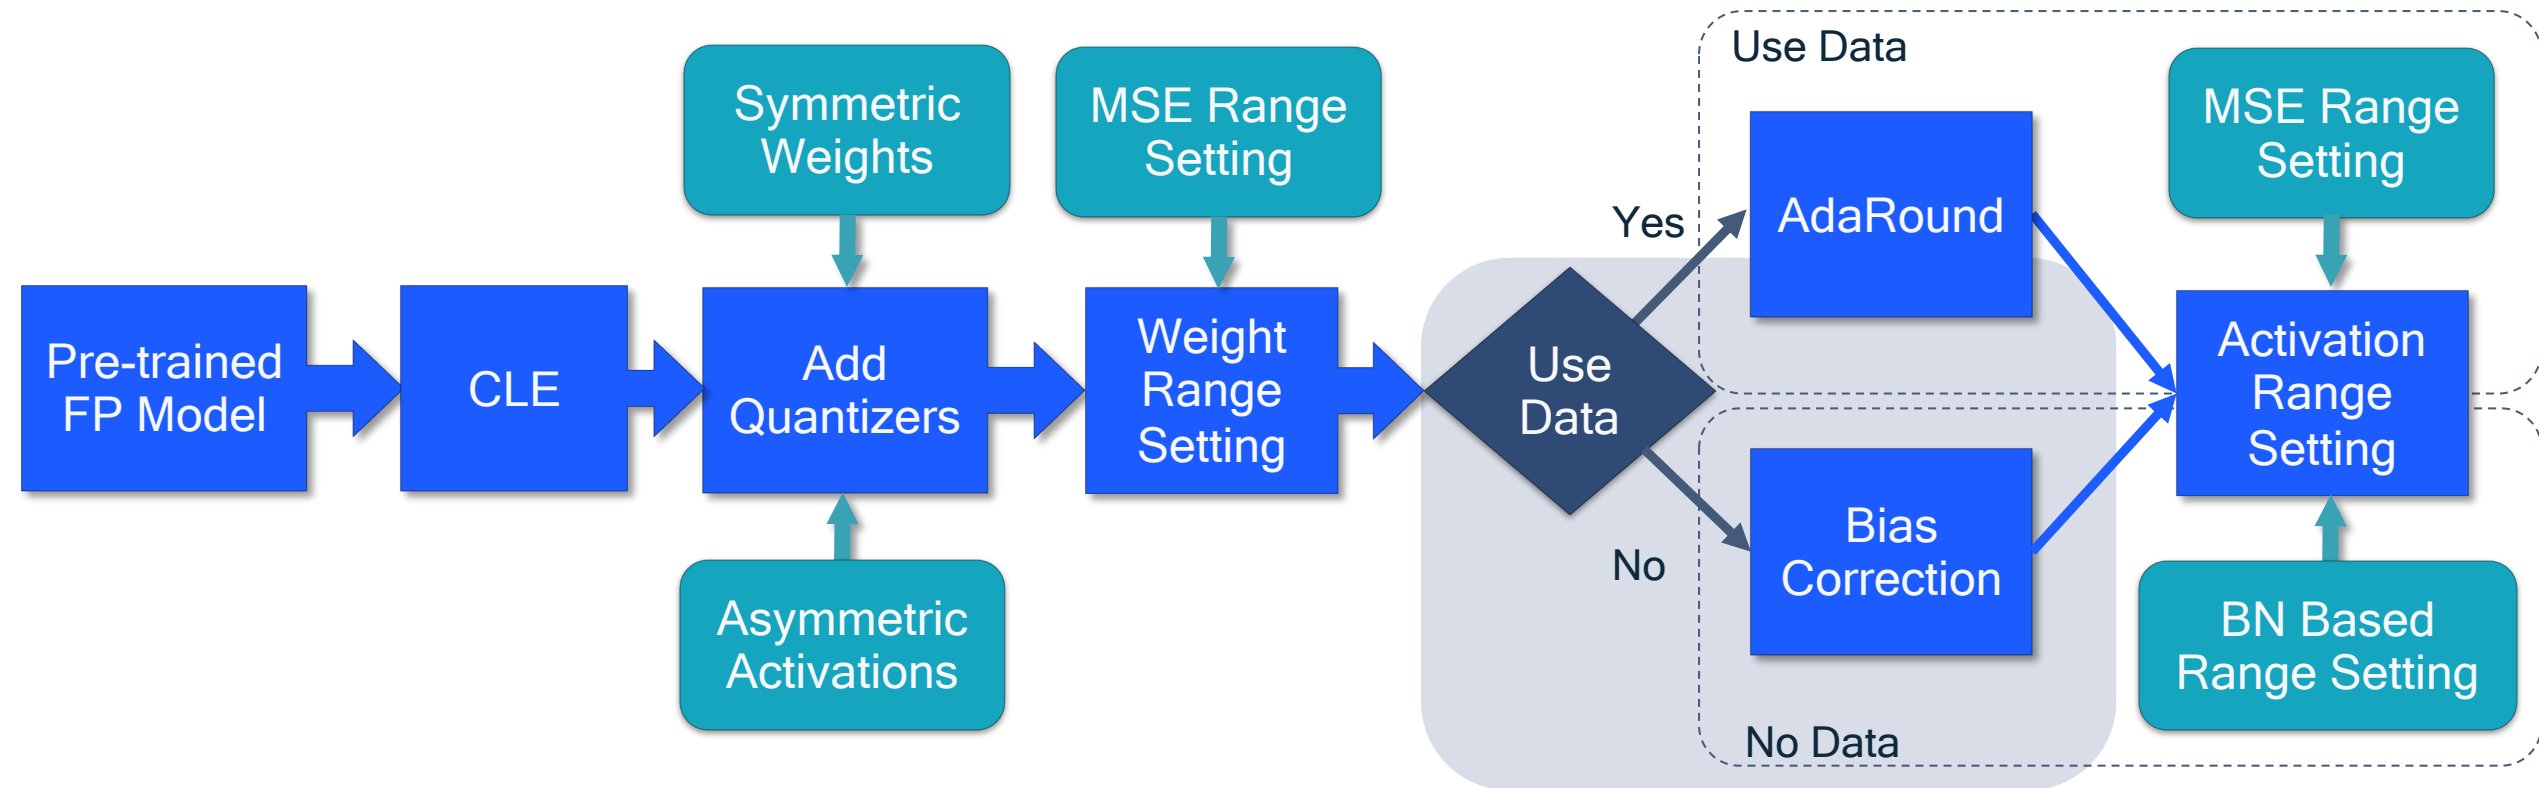 Pre-trained
FP Model
CLE
Symmetric
Weights
Add
Quantizers
Asymmetric
Activations
MSE Range
Setting
Weight
Range
Setting
Use
Data
Yes
No
Use Data
AdaRound
Bias
Correction
No Data
MSE Range
Setting
Activation
Range
Setting
BN Based
Range Setting